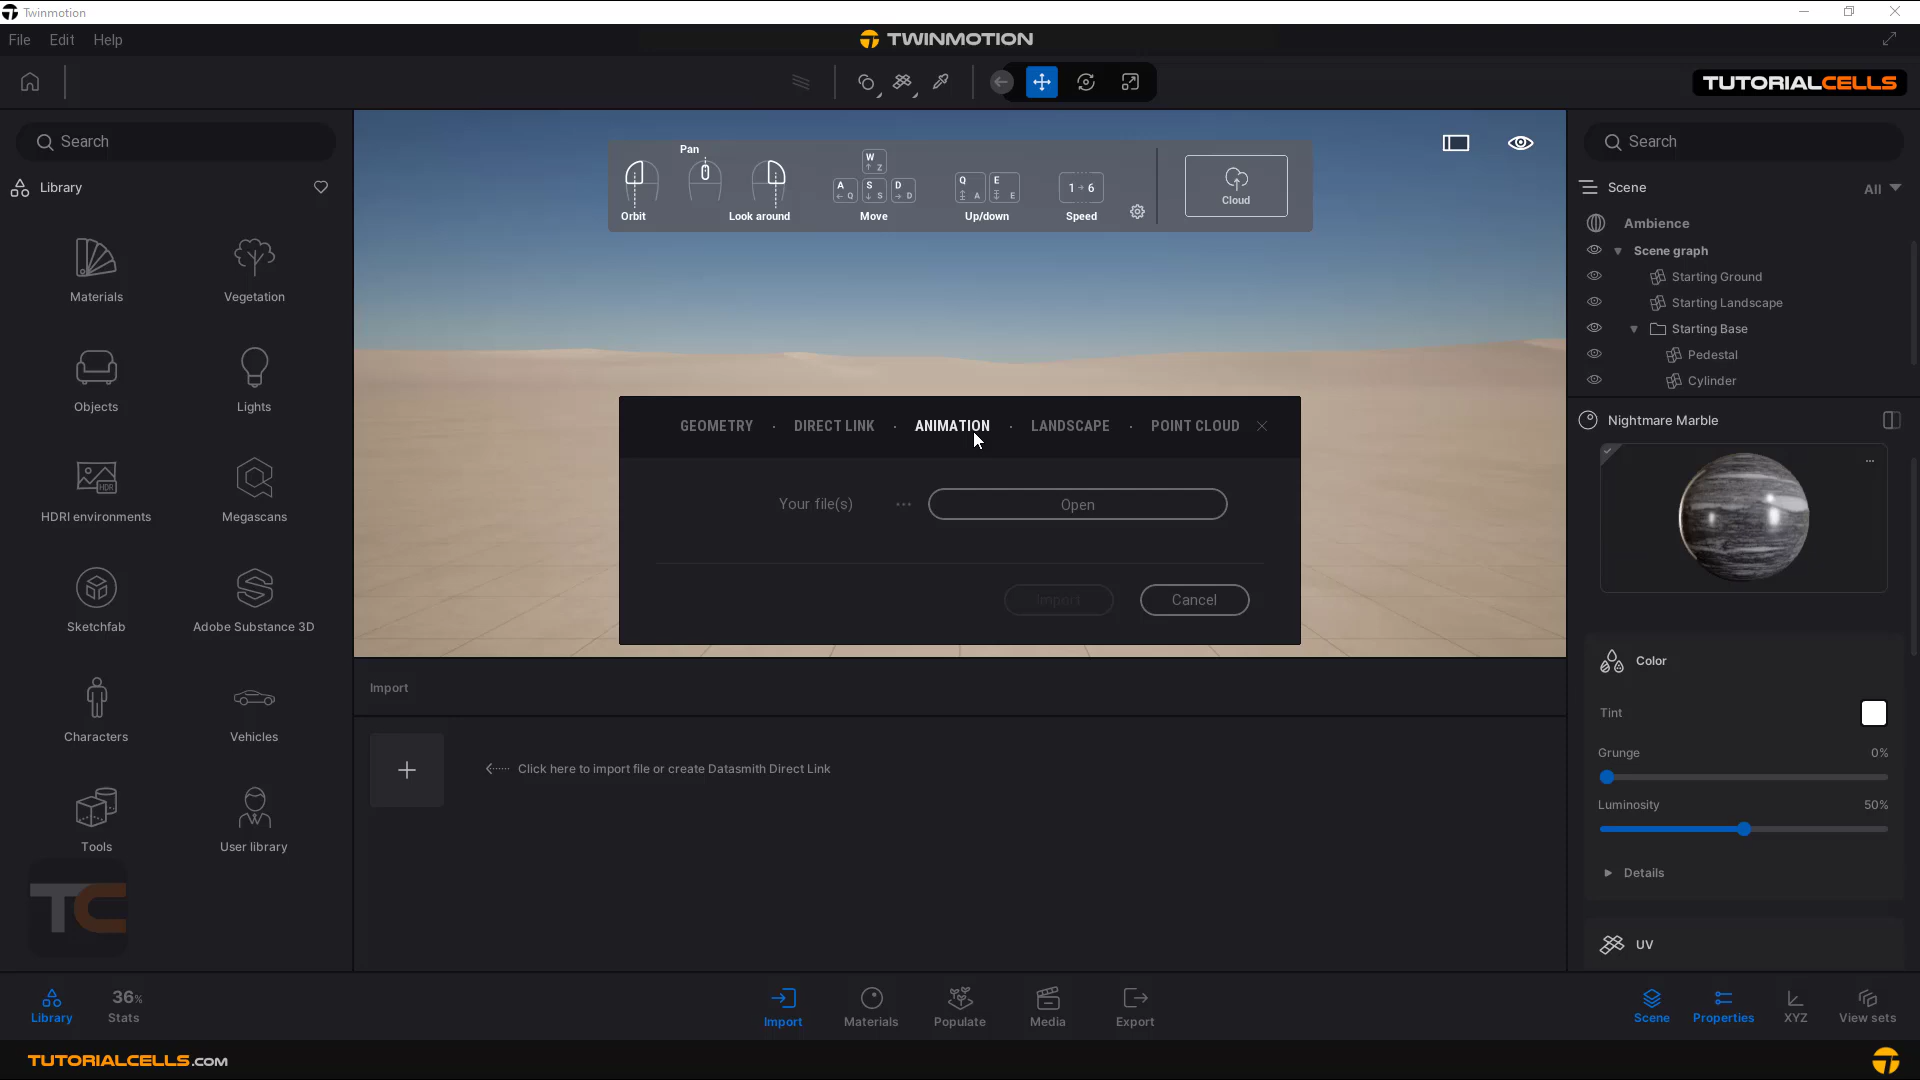 Twinmotion
File Edit Help
TWINMOTION
TUTORIALCELLS
Search
Library
Materials
Vegetation
Objects
Lights
HDR
HDRI environments
Megascans
Sketchfab
Adobe Substance 3D
Characters
Vehicles
Tools
User library
TC
Orbit
Pan
Look around
W
Z
A
Q
S
S
D
D
Move
Q
A
E
E
Up/down
1 6
Speed
Cloud
GEOMETRY · DIRECT LINK · ANIMATION · LANDSCAPE · POINT CLOUD
Your file(s) ... Open
Import Cancel
Import
+
Click here to import file or create Datasmith Direct Link
Search
Scene All
Ambience
Scene graph
Starting Ground
Starting Landscape
Starting Base
Pedestal
Cylinder
Nightmare Marble
...
Color
Tint
Grunge 0%
Luminosity 50%
Details
UV
Library
36%
Stats
Import
Materials
Populate
Media
Export
Scene
Properties
XYZ
View sets
TUTORIALCELLS.COM